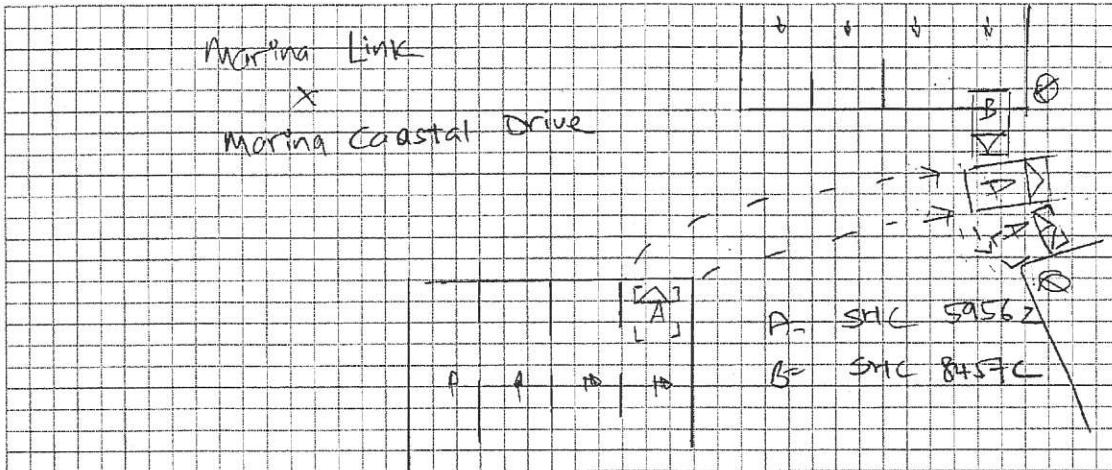 Marina Link
X
Marina Coastal Drive
B
A
A
A
A= SHC 5956Z
B= SHC 8457C